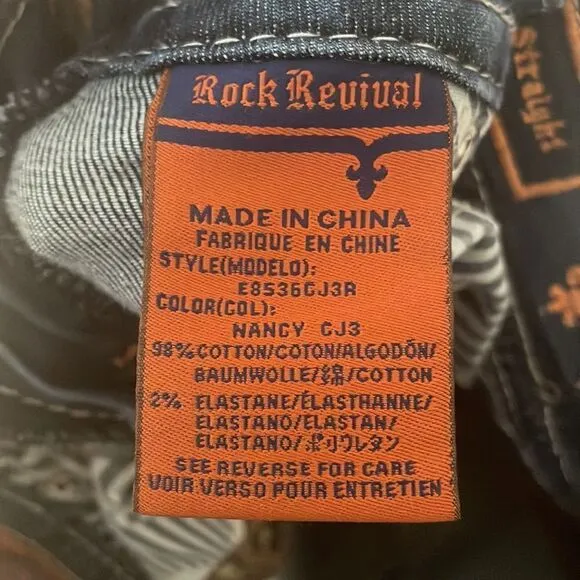 Rock Revival
MADE IN CHINA
FABRIQUE EN CHINE
STYLE(MODELO):
E8536CJ3R
COLOR(COL):
NANCY CJ3
98% COTTON/COTON/ALGODÓN/
BAUMWOLLE/綿/COTTON
2% ELASTANE/ÉLASTHANNE/
ELASTANO/ELASTAN/
ELASTANO/ポリウレタン
SEE REVERSE FOR CARE
VOIR VERSO POUR ENTRETIEN
Straight